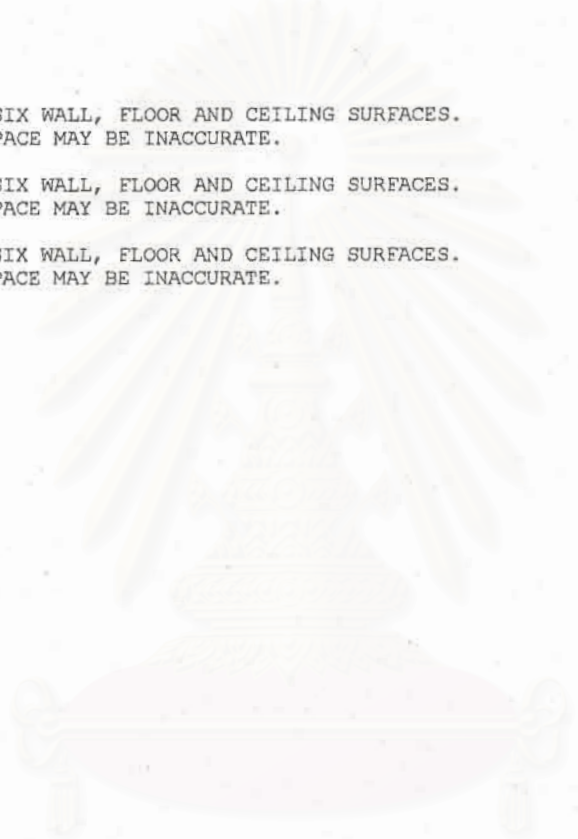 SIX WALL, FLOOR AND CEILING SURFACES.
PACE MAY BE INACCURATE.
SIX WALL, FLOOR AND CEILING SURFACES.
PACE MAY BE INACCURATE.
SIX WALL, FLOOR AND CEILING SURFACES.
PACE MAY BE INACCURATE.